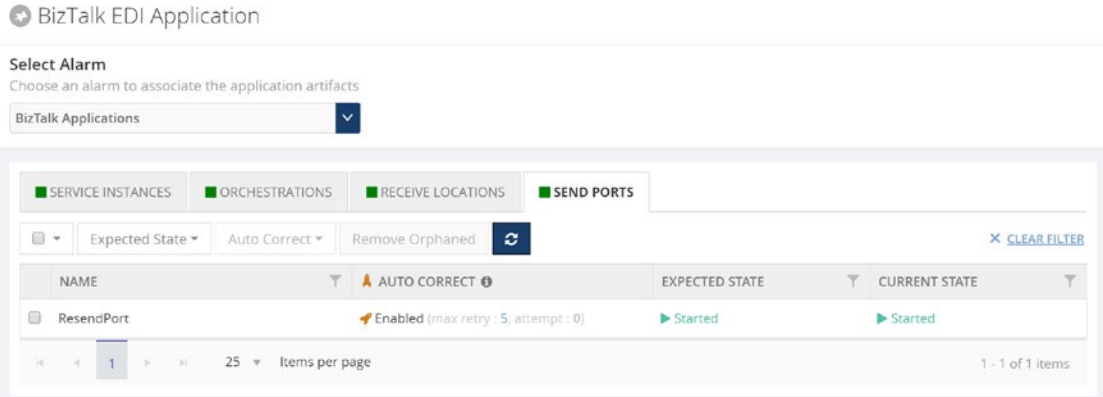 BizTalk EDI Application
Select Alarm
Choose an alarm to associate the application artifacts
BizTalk Applications
SERVICE INSTANCES ORCHESTRATIONS RECEIVE LOCATIONS SEND PORTS
Expected State Auto Correct Remove Orphaned CLEAR FILTER
NAME AUTO CORRECT EXPECTED STATE CURRENT STATE
ResendPort Enabled (max retry : 5, attempt : 0) Started Started
1 25 Items per page 1 - 1 of 1 items